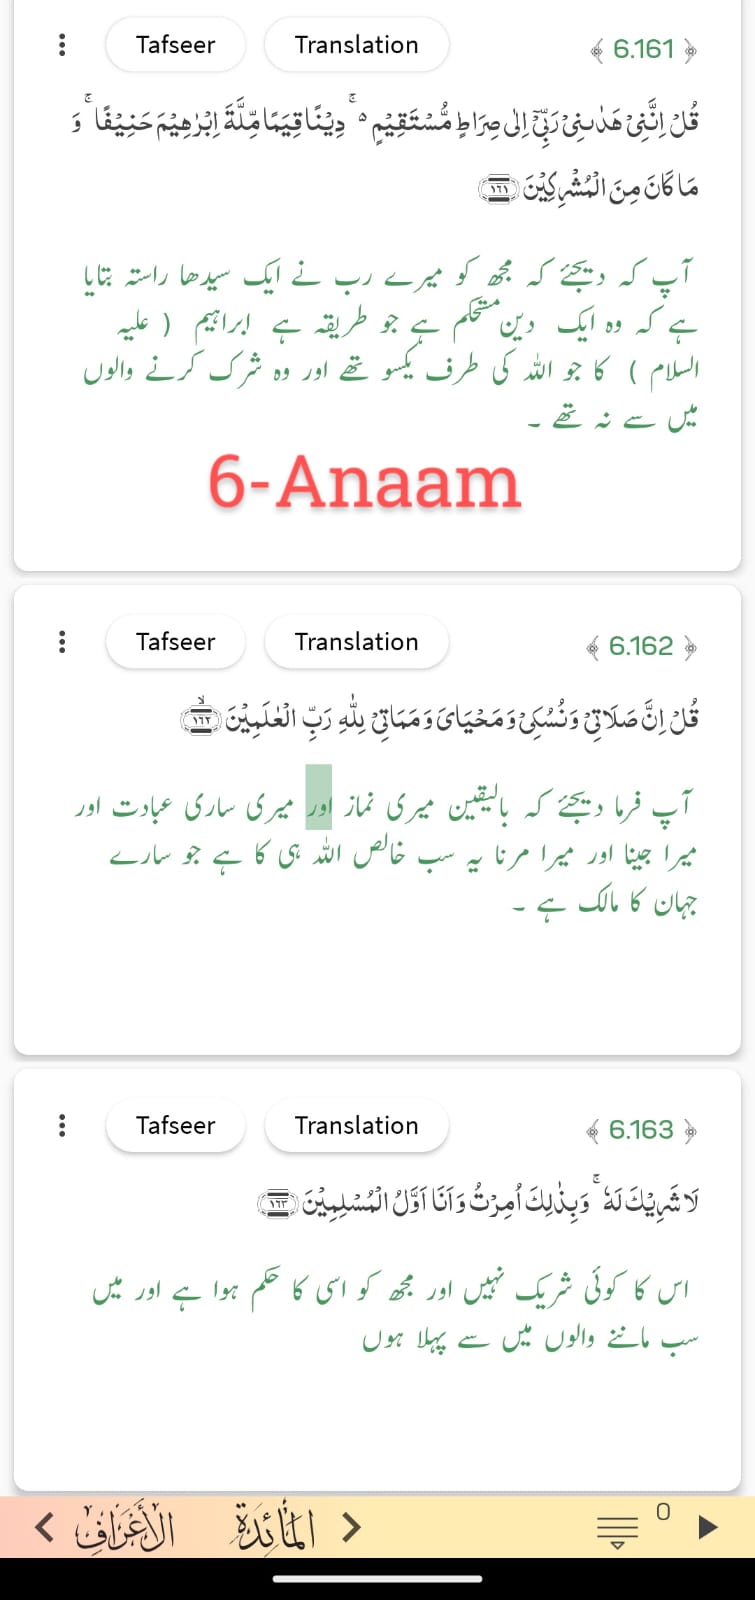 Tafseer Translation 6.161
قُلْ اِنَّنِیْ هَدٰىنِیْ رَبِّیْۤ اِلٰى صِرَاطٍ مُّسْتَقِیْمٍ ۚ۬ دِیْنًا قِیَمًا مِّلَّةَ اِبْرٰهِیْمَ حَنِیْفًا ۚ وَ
مَا كَانَ مِنَ الْمُشْرِكِیْنَ ۝۱۶۱
آپ کہ دیجئے کہ مجھ کو میرے رب نے ایک سیدھا راستہ بتایا
ہے کہ وہ ایک دین مستحکم ہے جو طریقہ ہے ابراہیم ( علیہ
السلام ) کا جو اللہ کی طرف یکسو تھے اور وہ شرک کرنے والوں
میں سے نہ تھے ۔
6-Anaam
Tafseer Translation 6.162
قُلْ اِنَّ صَلَاتِیْ وَ نُسُكِیْ وَ مَحْیَایَ وَ مَمَاتِیْ لِلّٰهِ رَبِّ الْعٰلَمِیْنَ ۝۱۶۲ۙ
آپ فرما دیجئے کہ بالیقین میری نماز اور میری ساری عبادت اور
میرا جینا اور میرا مرنا یہ سب خالص اللہ ہی کا ہے جو سارے
جہان کا مالک ہے ۔
Tafseer Translation 6.163
لَا شَرِیْكَ لَهٗ ۚ وَ بِذٰلِكَ اُمِرْتُ وَ اَنَا اَوَّلُ الْمُسْلِمِیْنَ ۝۱۶۳
اس کا کوئی شریک نہیں اور مجھ کو اسی کا حکم ہوا ہے اور میں
سب ماننے والوں میں سے پہلا ہوں
الأعراف المائدة 0